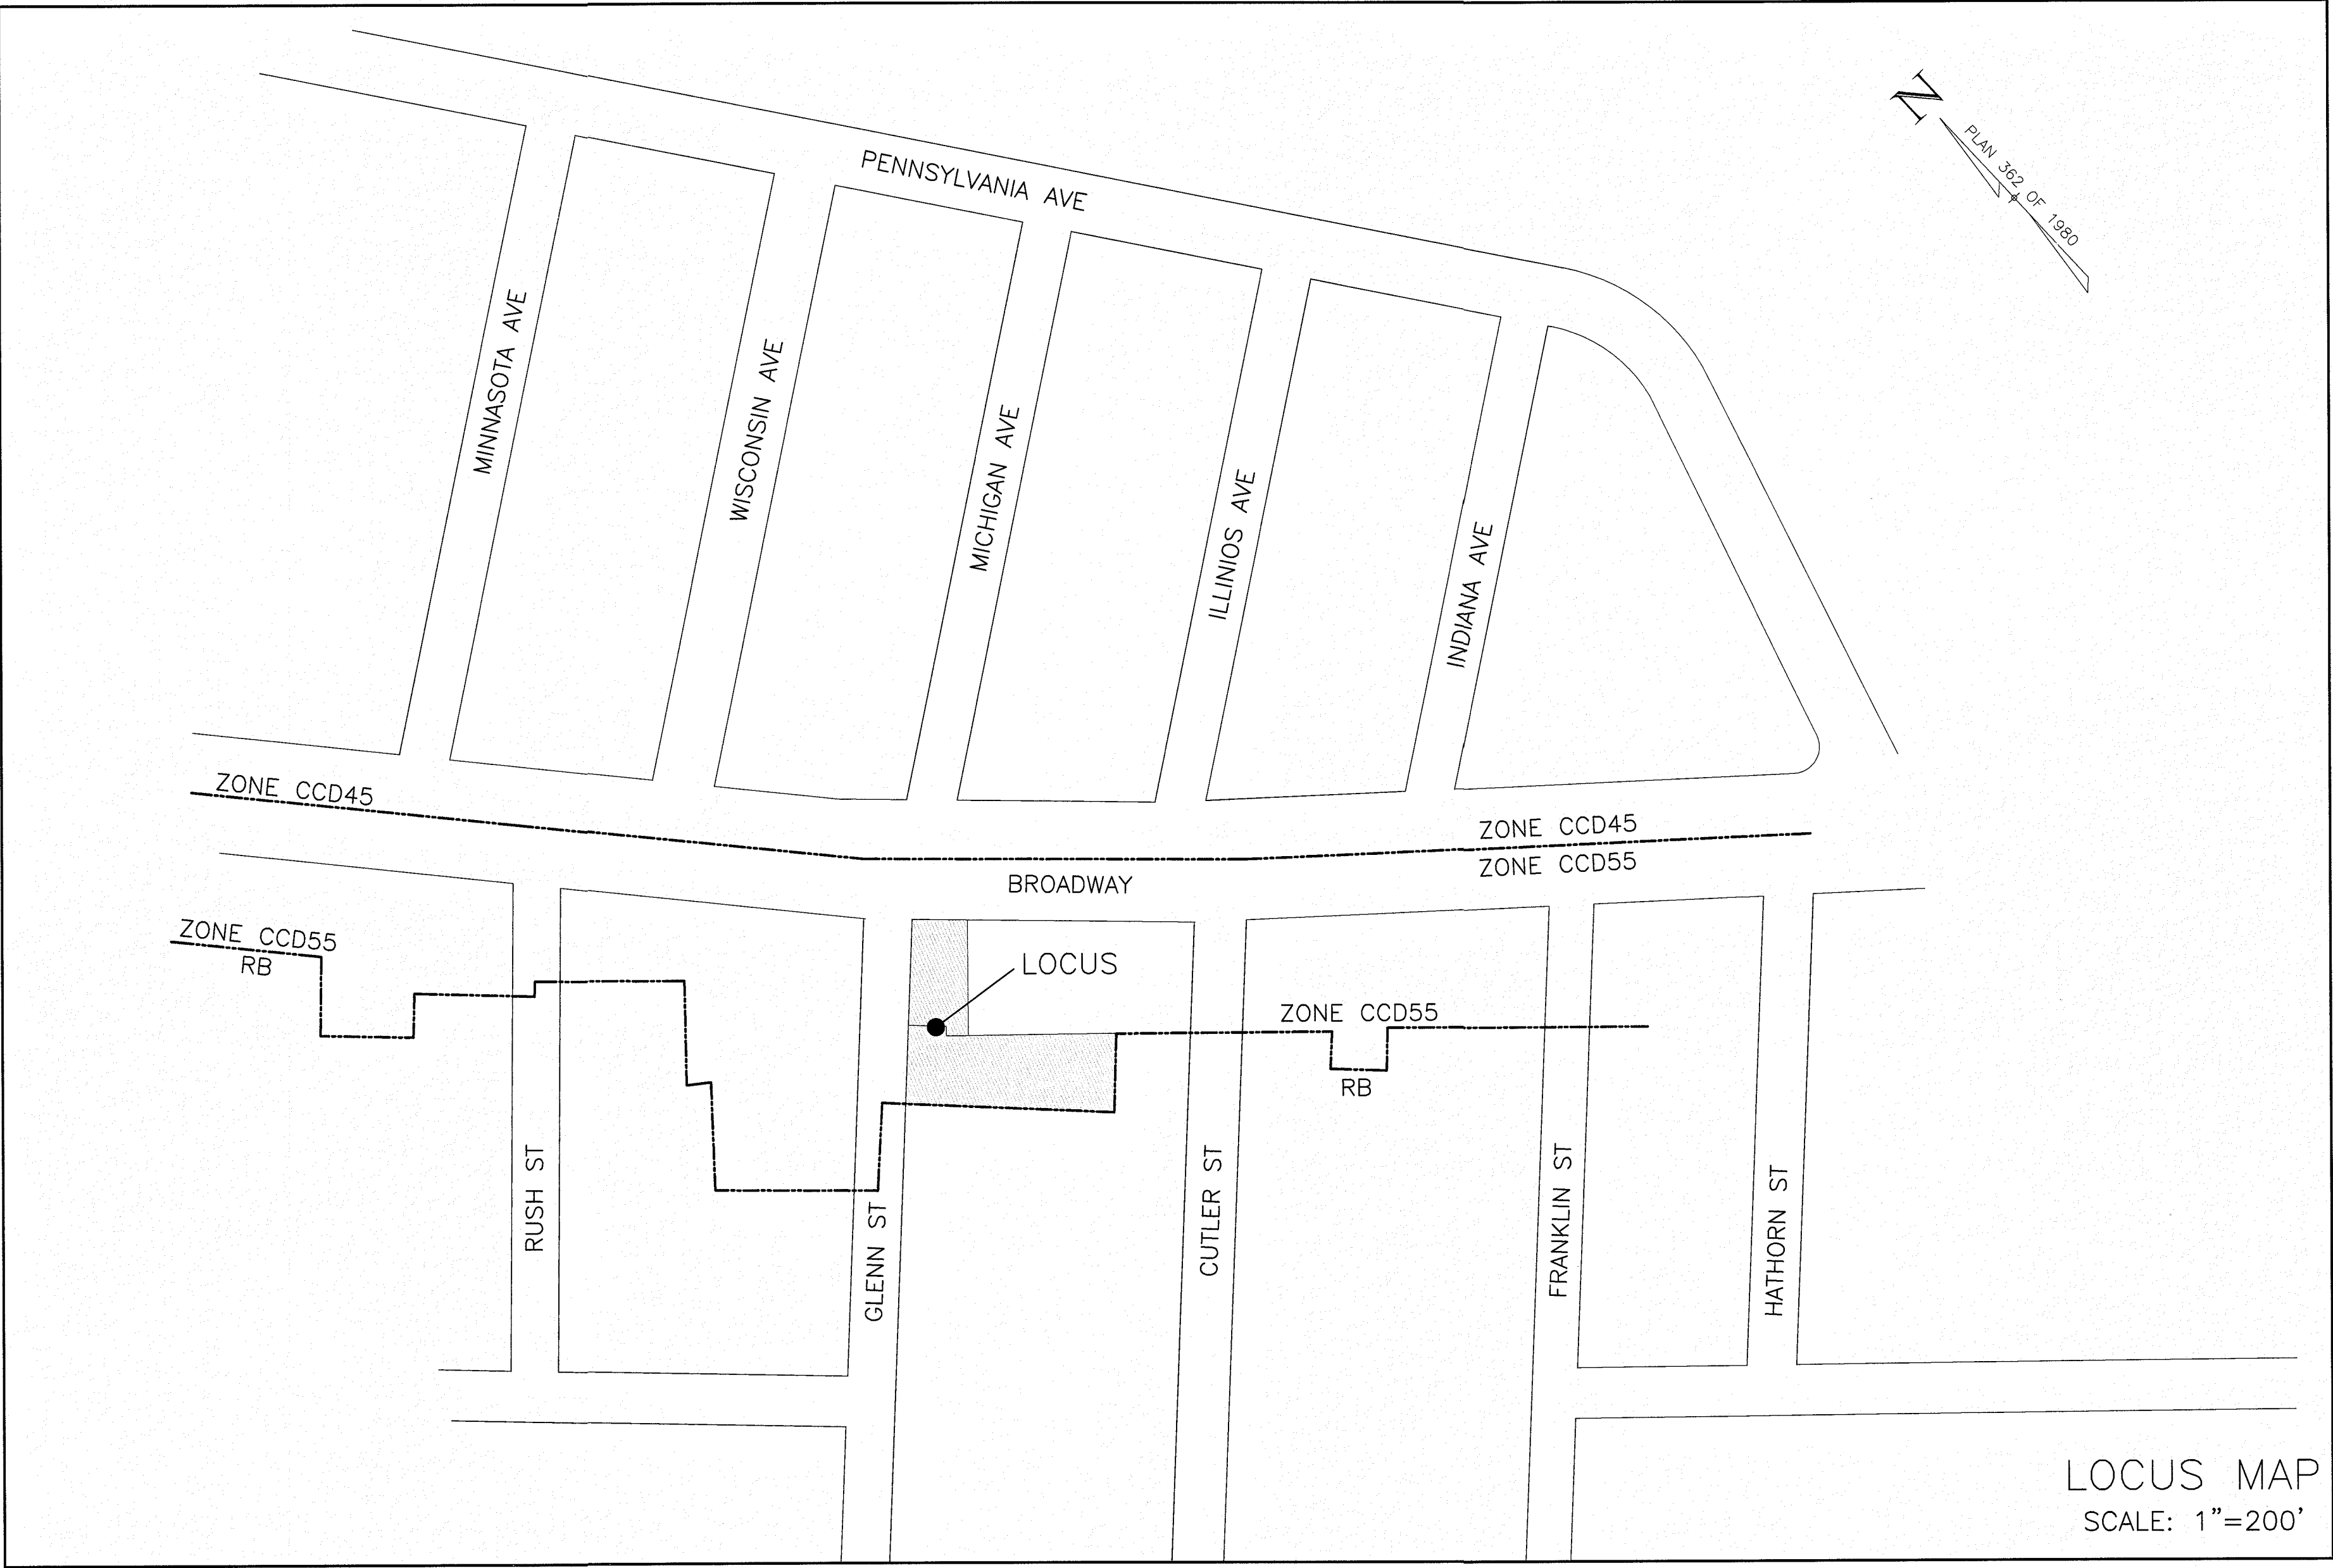 N
PLAN 362 OF 1980
PENNSYLVANIA AVE
MINNASOTA AVE
WISCONSIN AVE
MICHIGAN AVE
ILLINIOS AVE
INDIANA AVE
ZONE CCD45
ZONE CCD45
ZONE CCD55
BROADWAY
ZONE CCD55
RB
LOCUS
ZONE CCD55
RB
RUSH ST
GLENN ST
CUTLER ST
FRANKLIN ST
HATHORN ST
LOCUS MAP
SCALE: 1"=200'